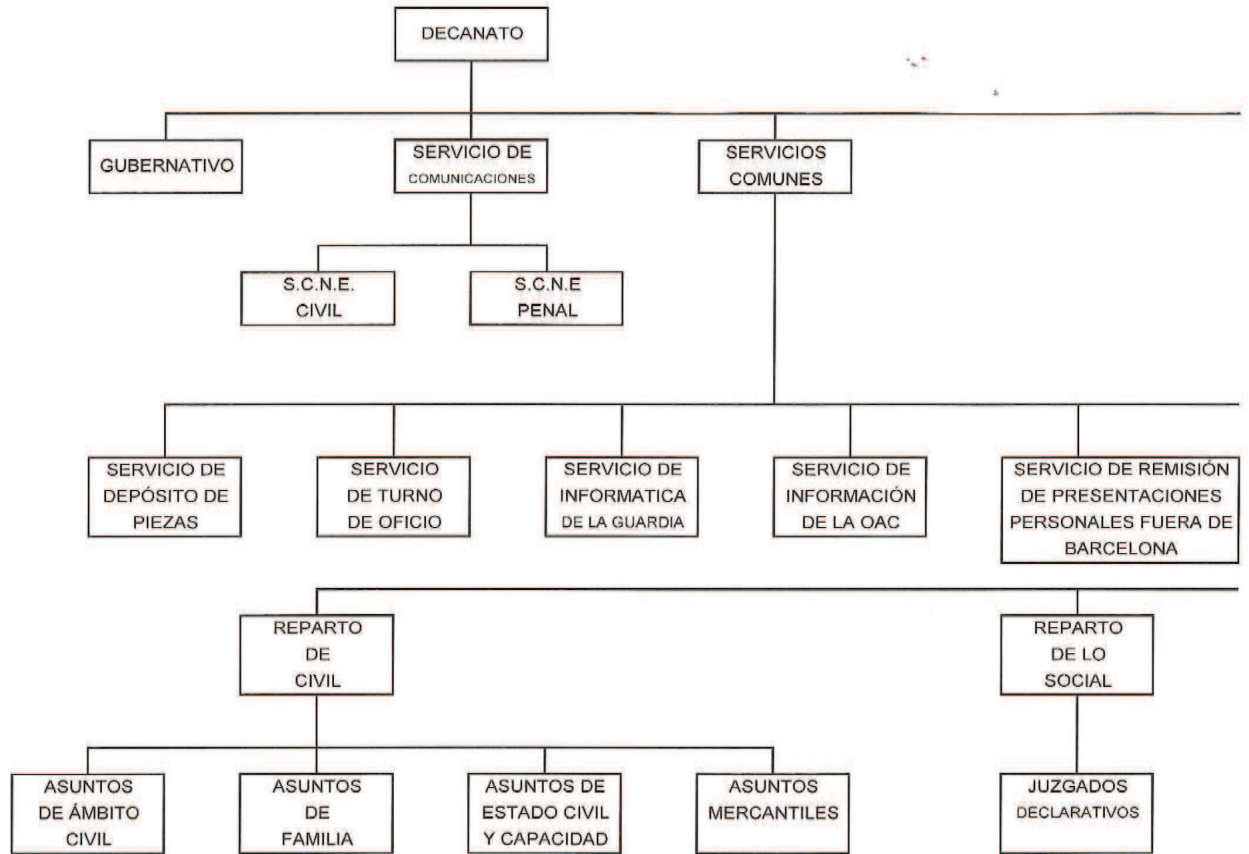 DECANATO
GUBERNATIVO
SERVICIO DE
COMUNICACIONES
SERVICIOS
COMUNES
S.C.N.E.
CIVIL
S.C.N.E
PENAL
SERVICIO DE
DEPÓSITO DE
PIEZAS
SERVICIO
DE TURNO
DE OFICIO
SERVICIO DE
INFORMATICA
DE LA GUARDIA
SERVICIO DE
INFORMACIÓN
DE LA OAC
SERVICIO DE REMISIÓN
DE PRESENTACIONES
PERSONALES FUERA DE
BARCELONA
REPARTO
DE
CIVIL
REPARTO
DE LO
SOCIAL
ASUNTOS
DE ÁMBITO
CIVIL
ASUNTOS
DE
FAMILIA
ASUNTOS DE
ESTADO CIVIL
Y CAPACIDAD
ASUNTOS
MERCANTILES
JUZGADOS
DECLARATIVOS